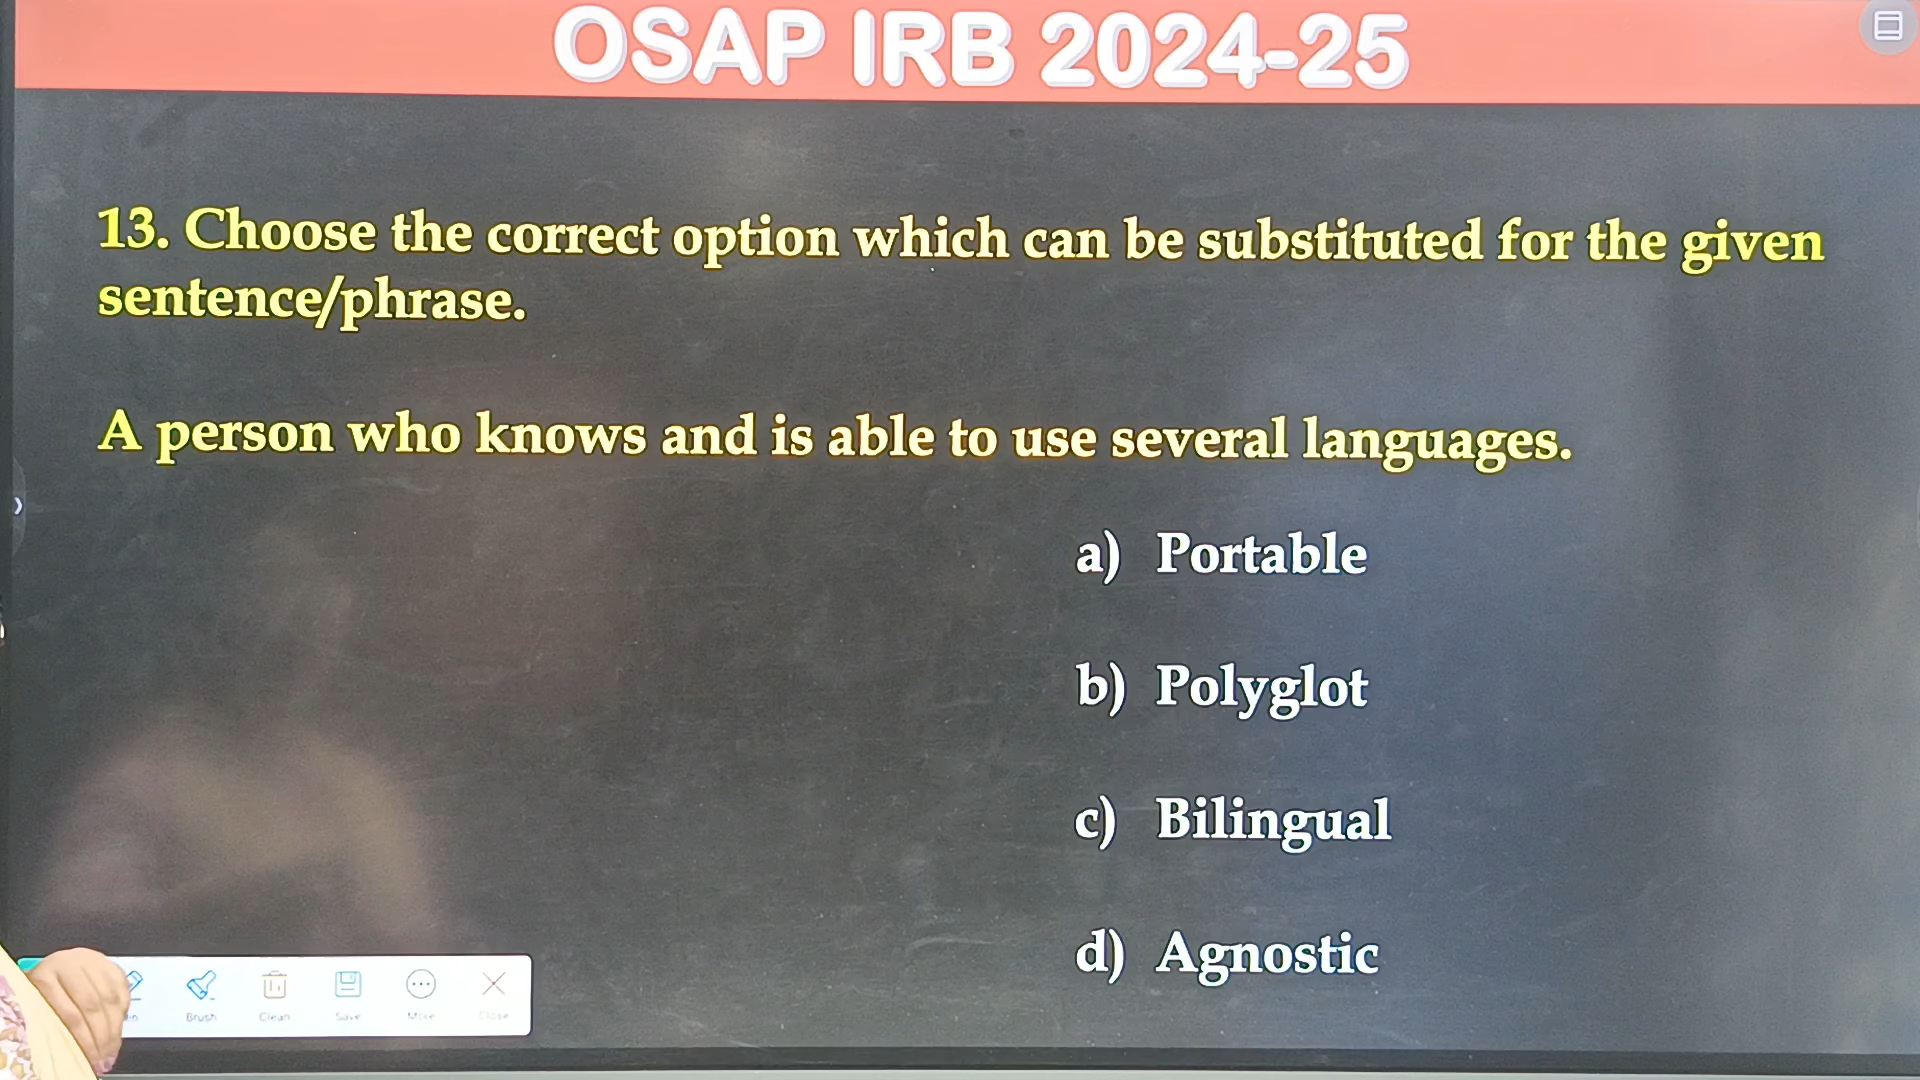 OSAP IRB 2024-25
13. Choose the correct option which can be substituted for the given
sentence/phrase.
A person who knows and is able to use several languages.
a) Portable
b) Polyglot
c) Bilingual
d) Agnostic
Brush Clean Save More Close